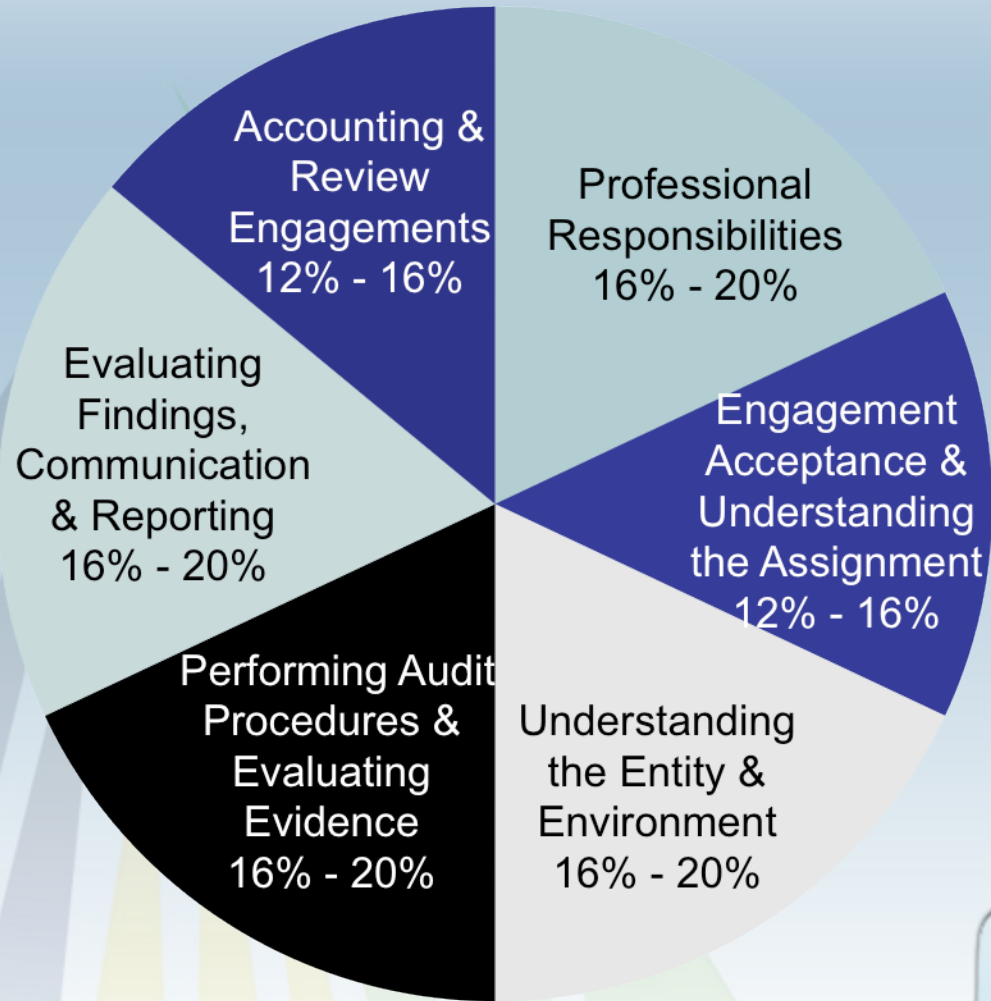 Accounting &
Review
Engagements
12% - 16%
Professional
Responsibilities
16% - 20%
Engagement
Acceptance &
Understanding
the Assignment
12% - 16%
Understanding
the Entity &
Environment
16% - 20%
Performing Audit
Procedures &
Evaluating
Evidence
16% - 20%
Evaluating
Findings,
Communication
& Reporting
16% - 20%